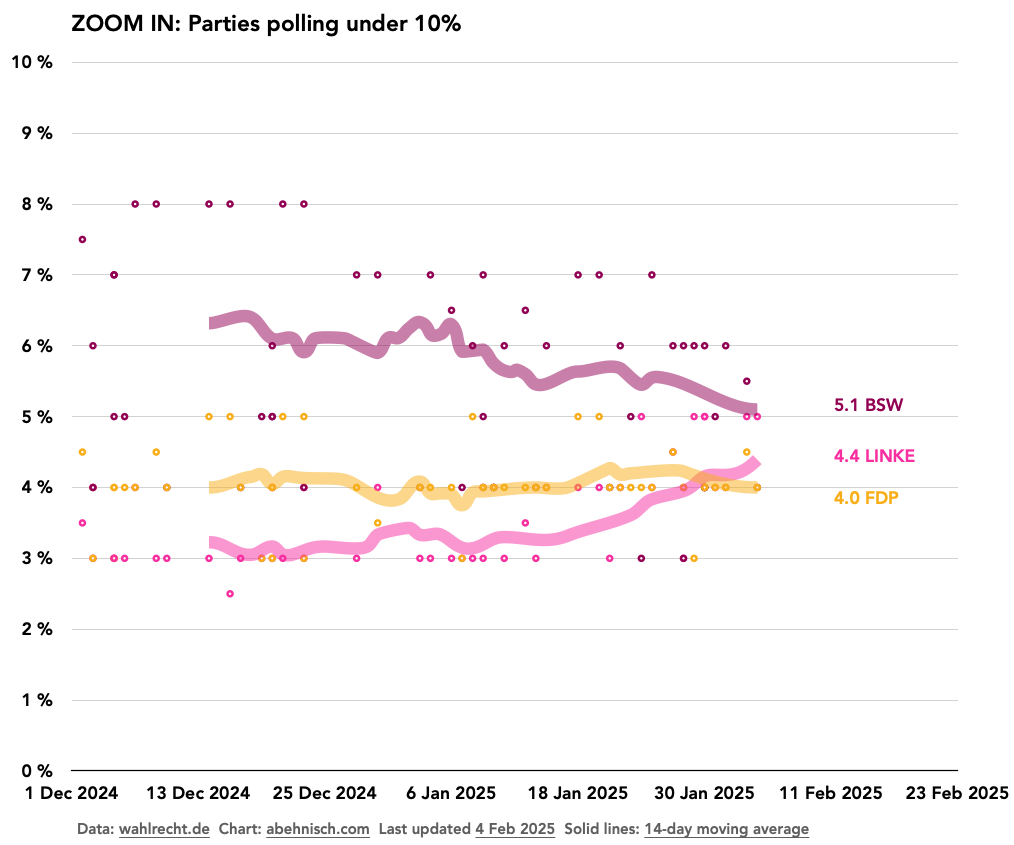 ZOOM IN: Parties polling under 10%
10 %
9 %
8 %
7 %
6 %
5 %
4 %
3 %
2 %
1 %
0 %
5.1 BSW
4.4 LINKE
4.0 FDP
1 Dec 2024 13 Dec 2024 25 Dec 2024 6 Jan 2025 18 Jan 2025 30 Jan 2025 11 Feb 2025 23 Feb 2025
Data: wahlrecht.de Chart: abehnisch.com Last updated 4 Feb 2025 Solid lines: 14-day moving average